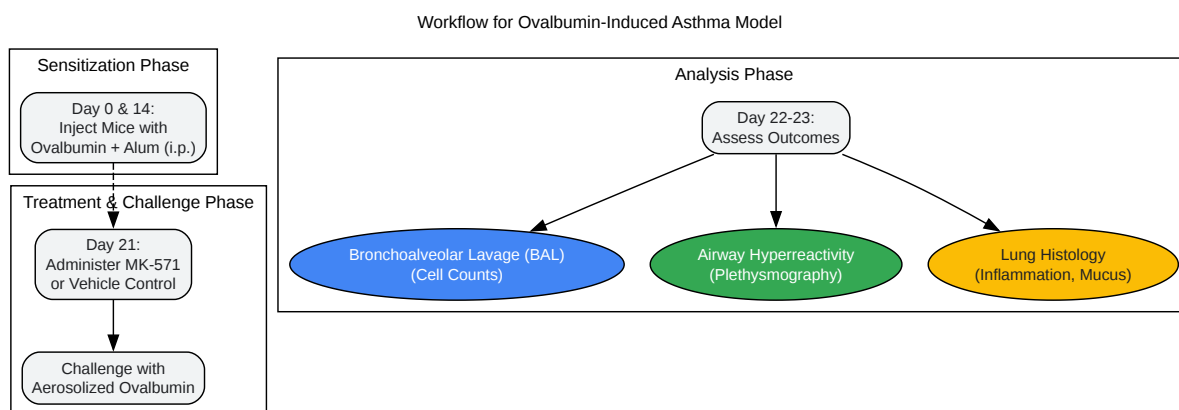 Workflow for Ovalbumin-Induced Asthma Model
Sensitization Phase
Day 0 & 14:
Inject Mice with
Ovalbumin + Alum (i.p.)
Treatment & Challenge Phase
Day 21:
Administer MK-571
or Vehicle Control
Challenge with
Aerosolized Ovalbumin
Analysis Phase
Day 22-23:
Assess Outcomes
Bronchoalveolar Lavage (BAL)
(Cell Counts)
Airway Hyperreactivity
(Plethysmography)
Lung Histology
(Inflammation, Mucus)